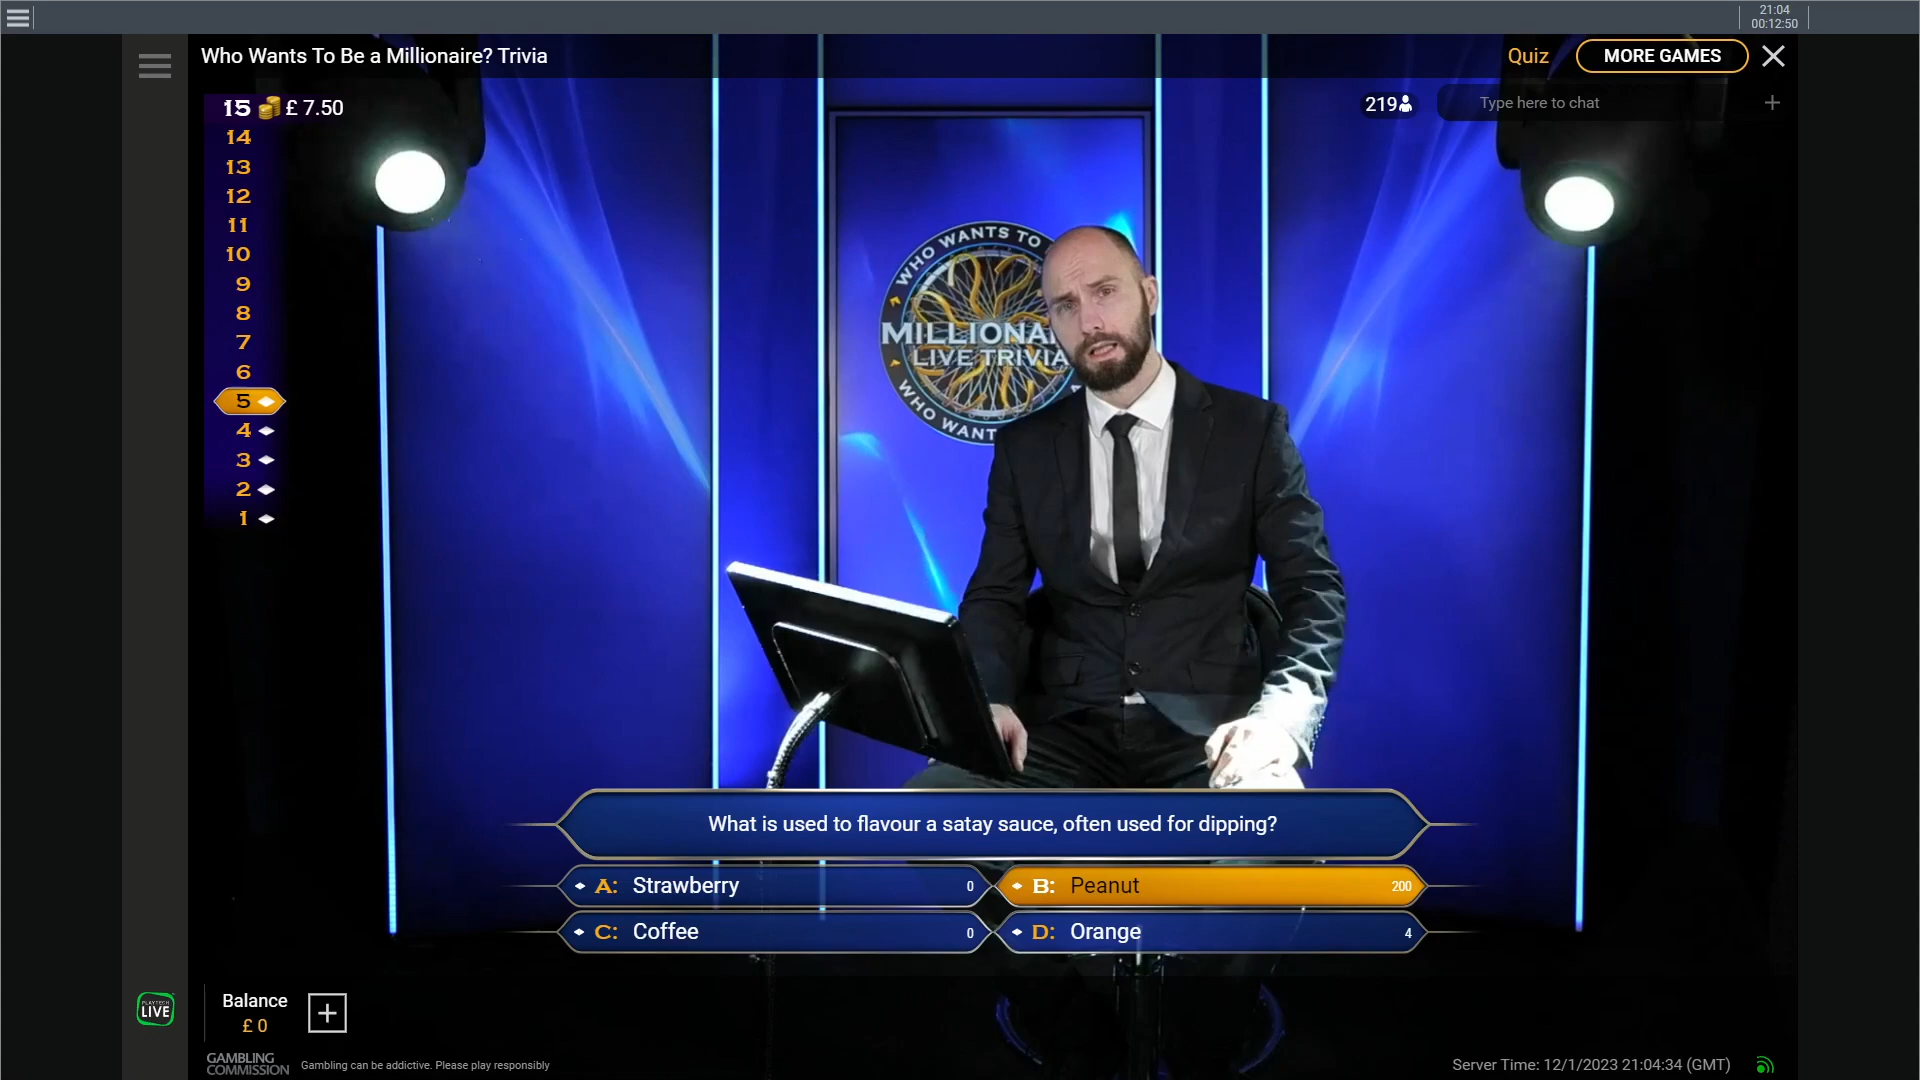 21:04
00:12:50
Who Wants To Be a Millionaire? Trivia
Quiz
MORE GAMES
15 £ 7.50
219
Type here to chat
14
13
12
11
10
9
8
7
6
5
4
3
2
1
WHO WANTS TO
MILLIONA
LIVE TRIVIA
WHO WANT
What is used to flavour a satay sauce, often used for dipping?
A: Strawberry 0
B: Peanut 200
C: Coffee 0
D: Orange 4
PLAYTECH
LIVE
Balance
£ 0
GAMBLING
COMMISSION
Gambling can be addictive. Please play responsibly
Server Time: 12/1/2023 21:04:34 (GMT)